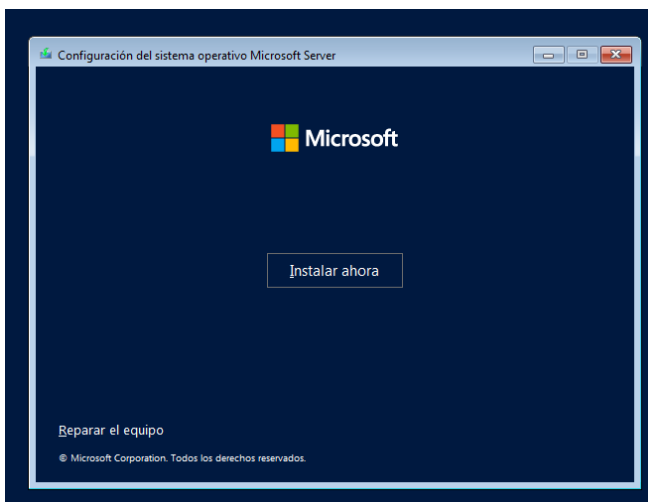 Configuración del sistema operativo Microsoft Server
Microsoft
Instalar ahora
Reparar el equipo
© Microsoft Corporation. Todos los derechos reservados.